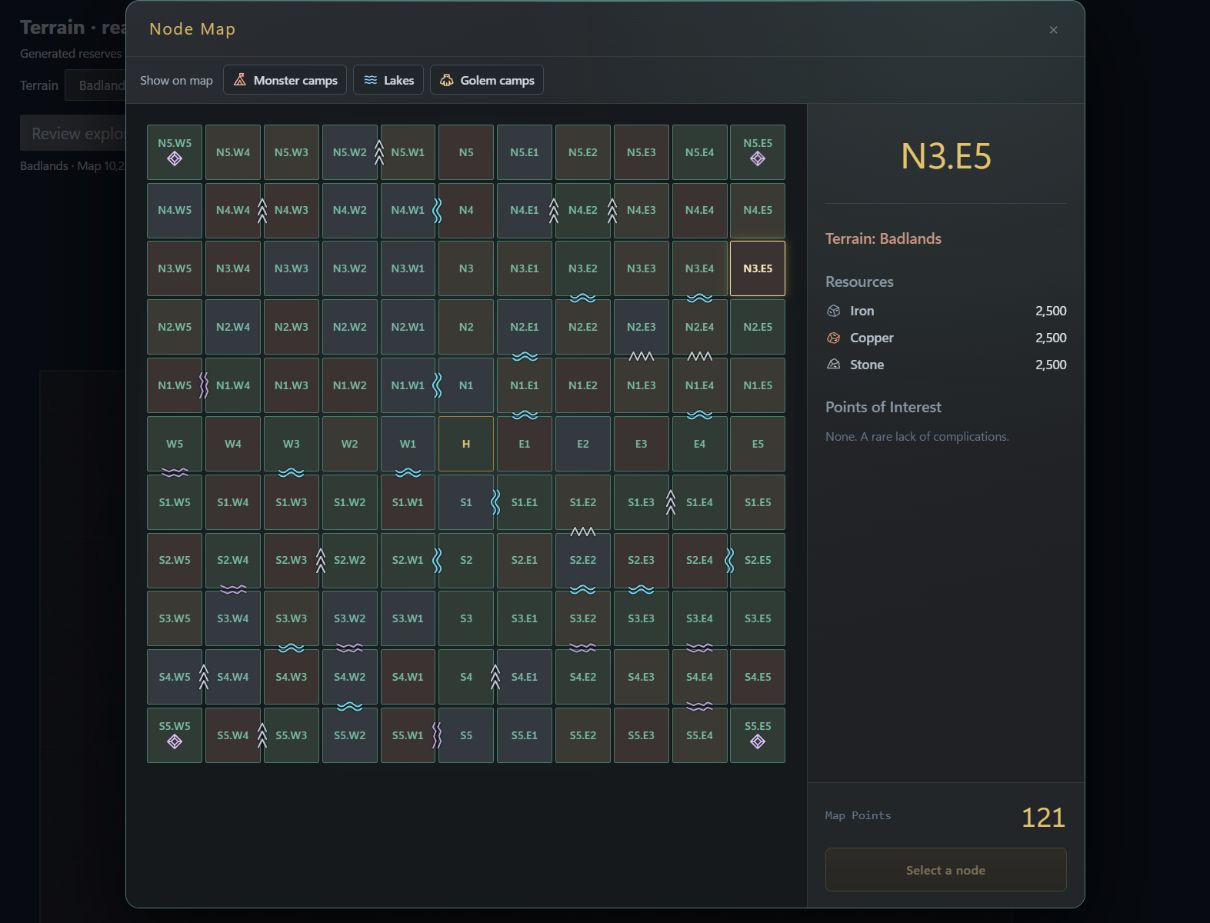 Terrain · rea
Generated reserves
Terrain
Badland
Review explo
Badlands · Map 10,2
Node Map
×
Show on map
Monster camps
Lakes
Golem camps
N5.W5 N5.W4 N5.W3 N5.W2 N5.W1 N5 N5.E1 N5.E2 N5.E3 N5.E4 N5.E5
N4.W5 N4.W4 N4.W3 N4.W2 N4.W1 N4 N4.E1 N4.E2 N4.E3 N4.E4 N4.E5
N3.W5 N3.W4 N3.W3 N3.W2 N3.W1 N3 N3.E1 N3.E2 N3.E3 N3.E4 N3.E5
N2.W5 N2.W4 N2.W3 N2.W2 N2.W1 N2 N2.E1 N2.E2 N2.E3 N2.E4 N2.E5
N1.W5 N1.W4 N1.W3 N1.W2 N1.W1 N1 N1.E1 N1.E2 N1.E3 N1.E4 N1.E5
W5 W4 W3 W2 W1 H E1 E2 E3 E4 E5
S1.W5 S1.W4 S1.W3 S1.W2 S1.W1 S1 S1.E1 S1.E2 S1.E3 S1.E4 S1.E5
S2.W5 S2.W4 S2.W3 S2.W2 S2.W1 S2 S2.E1 S2.E2 S2.E3 S2.E4 S2.E5
S3.W5 S3.W4 S3.W3 S3.W2 S3.W1 S3 S3.E1 S3.E2 S3.E3 S3.E4 S3.E5
S4.W5 S4.W4 S4.W3 S4.W2 S4.W1 S4 S4.E1 S4.E2 S4.E3 S4.E4 S4.E5
S5.W5 S5.W4 S5.W3 S5.W2 S5.W1 S5 S5.E1 S5.E2 S5.E3 S5.E4 S5.E5
N3.E5
Terrain: Badlands
Resources
Iron 2,500
Copper 2,500
Stone 2,500
Points of Interest
None. A rare lack of complications.
Map Points 121
Select a node